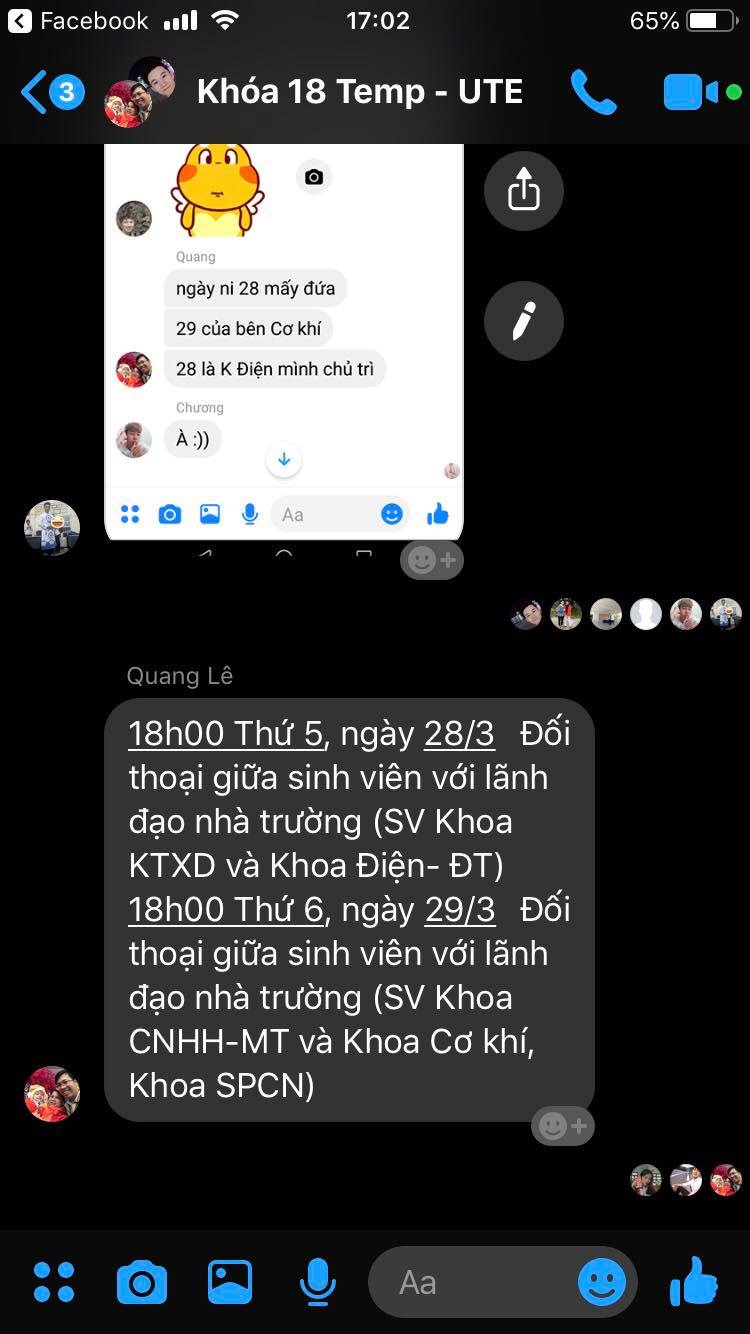 Facebook 17:02 65%
3 Khóa 18 Temp - UTE
Quang
ngày ni 28 mấy đứa
29 của bên Cơ khí
28 là K Điện mình chủ trì
Chương
À :))
Aa
Quang Lê
18h00 Thứ 5, ngày 28/3 Đối
thoại giữa sinh viên với lãnh
đạo nhà trường (SV Khoa
KTXD và Khoa Điện- ĐT)
18h00 Thứ 6, ngày 29/3 Đối
thoại giữa sinh viên với lãnh
đạo nhà trường (SV Khoa
CNHH-MT và Khoa Cơ khí,
Khoa SPCN)
Aa